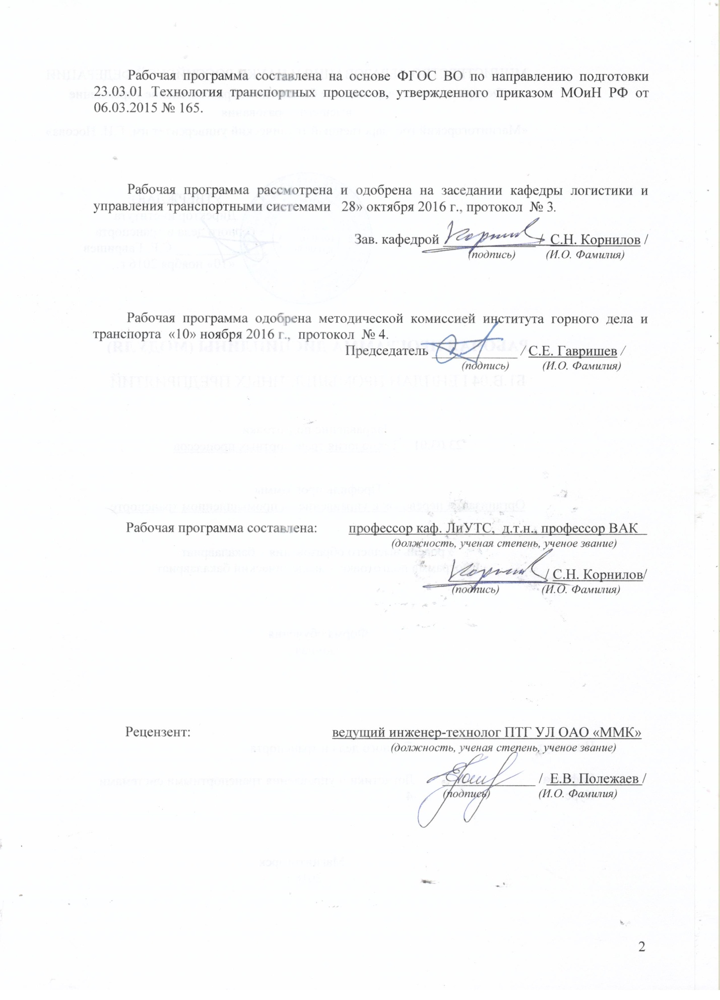 Рабочая программа составлена на основе ФГОС ВО по направлению подготовки
23.03.01 Технология транспортных процессов, утвержденного приказом МОиН РФ от
06.03.2015 № 165.
Рабочая программа рассмотрена и одобрена на заседании кафедры логистики и
управления транспортными системами 28» октября 2016 г., протокол № 3.
Зав. кафедрой ____________ / С.Н. Корнилов /
(подпись) (И.О. Фамилия)
Рабочая программа одобрена методической комиссией института горного дела и
транспорта «10» ноября 2016 г., протокол № 4.
Председатель ____________ / С.Е. Гавришев /
(подпись) (И.О. Фамилия)
Рабочая программа составлена: профессор каф. ЛиУТС, д.т.н., профессор ВАК
(должность, ученая степень, ученое звание)
____________ / С.Н. Корнилов/
(подпись) (И.О. Фамилия)
Рецензент: ведущий инженер-технолог ПТГ УЛ ОАО «ММК»
(должность, ученая степень, ученое звание)
____________ / Е.В. Полежаев /
(подпись) (И.О. Фамилия)
2